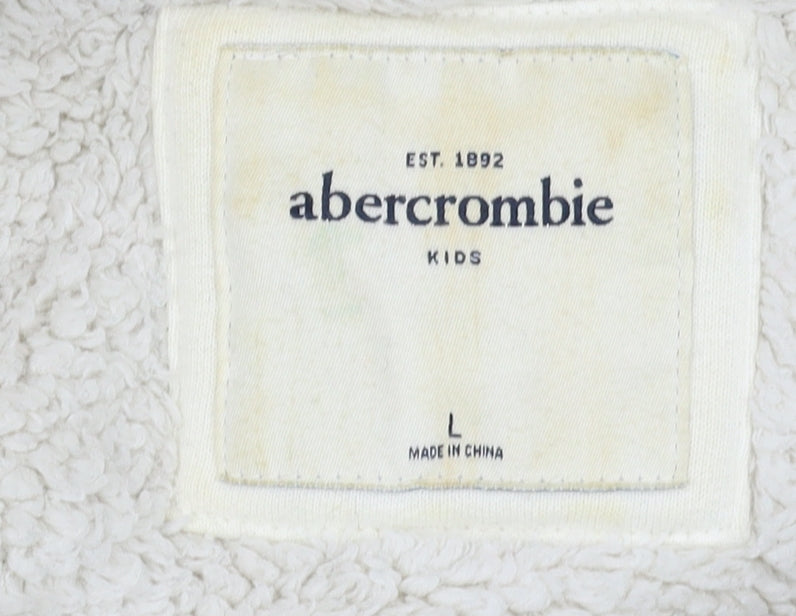 EST. 1892
abercrombie
KIDS
L
MADE IN CHINA